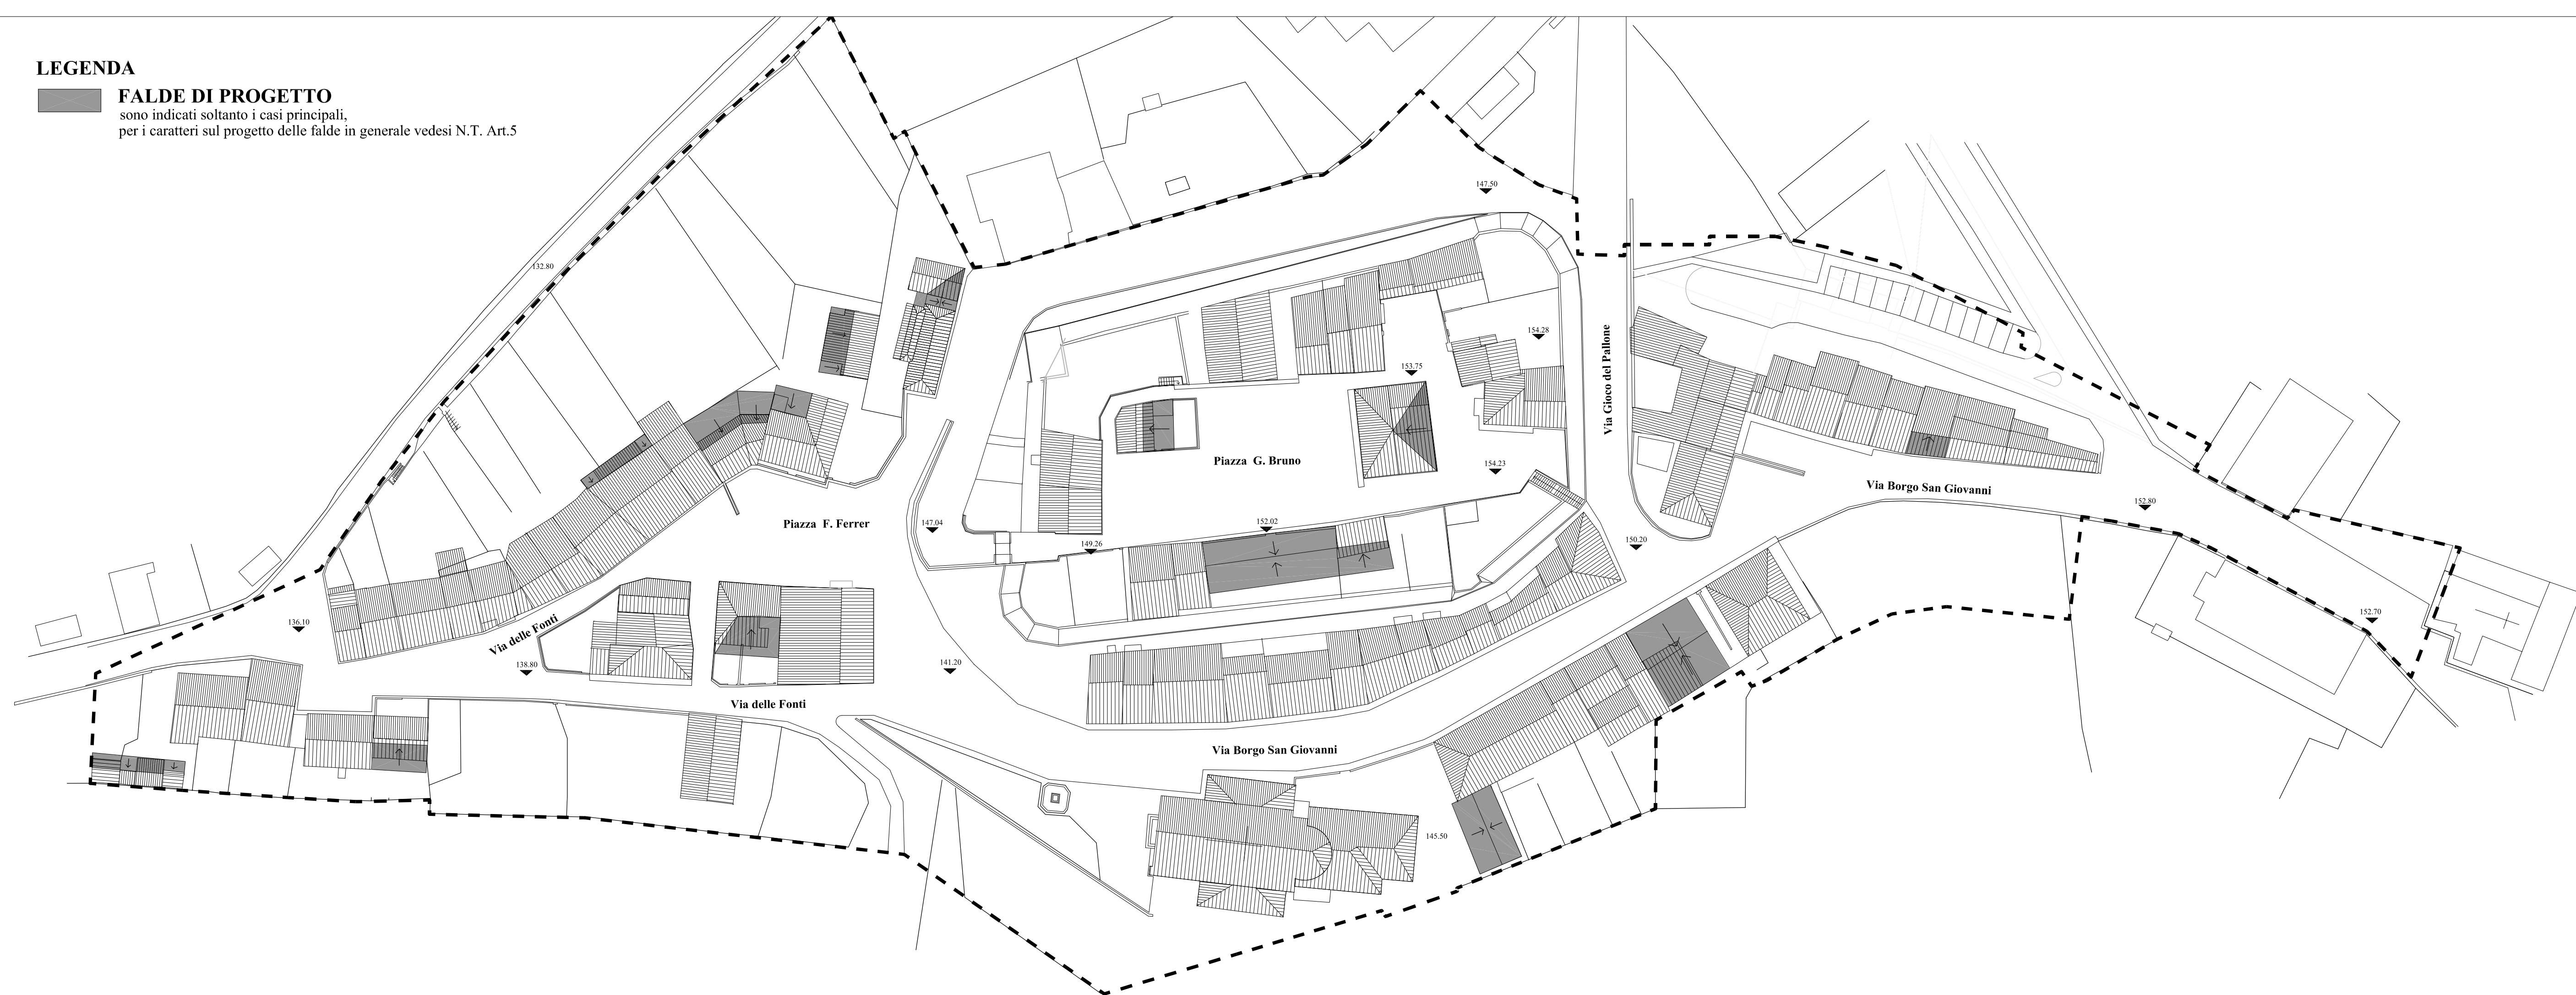 LEGENDA
FALDE DI PROGETTO
sono indicati soltanto i casi principali,
per i caratteri sul progetto delle falde in generale vedesi N.T. Art.5
147.50
132.80
154.28
Via Gioco del Pallone
153.75
Piazza G. Bruno
154.23
Via Borgo San Giovanni
152.80
Piazza F. Ferrer
147.04
152.02
149.26
150.20
152.70
136.10
Via delle Fonti
138.80
141.20
Via delle Fonti
Via Borgo San Giovanni
145.50